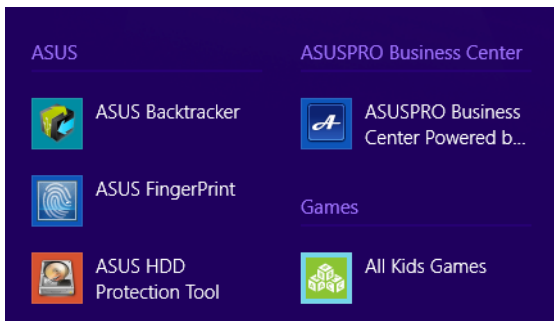 ASUS
ASUS Backtracker
ASUS FingerPrint
ASUS HDD
Protection Tool
ASUSPRO Business Center
ASUSPRO Business
Center Powered b...
Games
All Kids Games